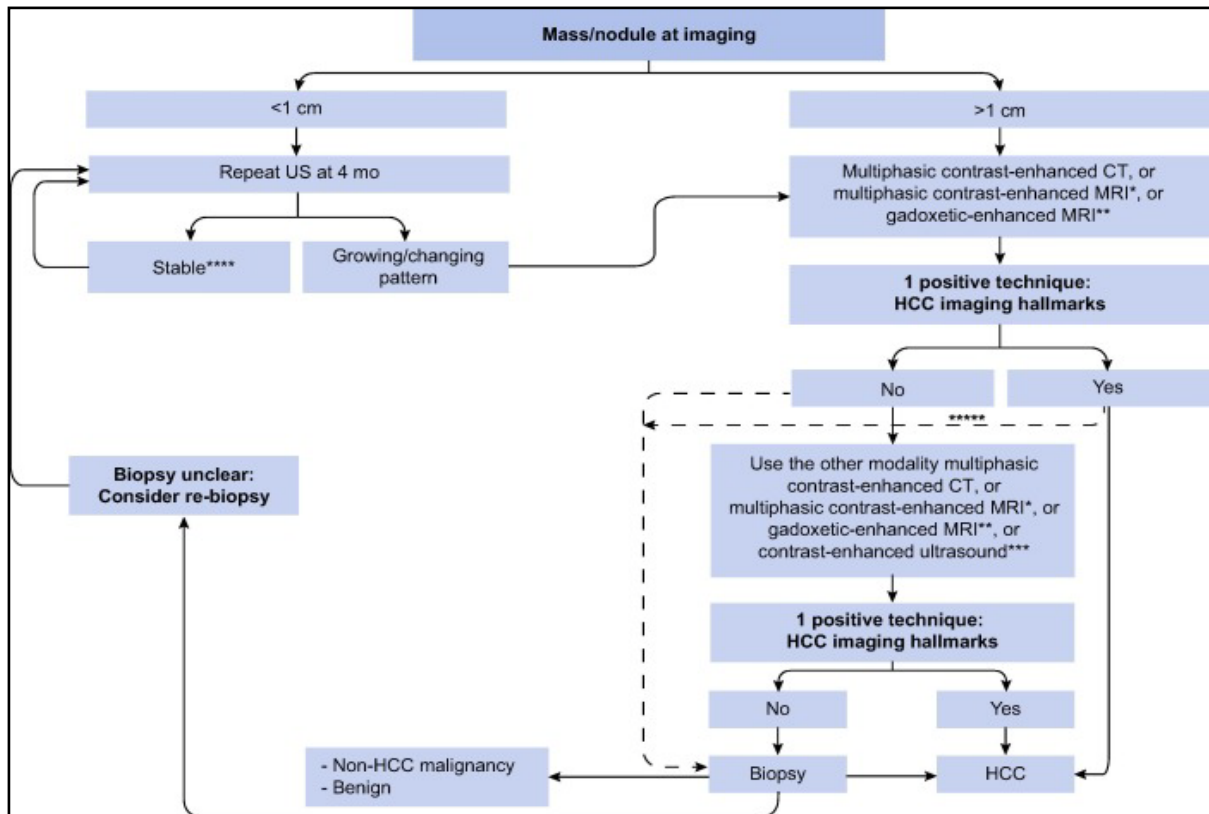 Mass/nodule at imaging
<1 cm
>1 cm
Repeat US at 4 mo
Multiphasic contrast-enhanced CT, or
multiphasic contrast-enhanced MRI*, or
gadoxetic-enhanced MRI**
Stable****
Growing/changing
pattern
1 positive technique:
HCC imaging hallmarks
No
Yes
*****
Biopsy unclear:
Consider re-biopsy
Use the other modality multiphasic
contrast-enhanced CT, or
multiphasic contrast-enhanced MRI*, or
gadoxetic-enhanced MRI**, or
contrast-enhanced ultrasound***
1 positive technique:
HCC imaging hallmarks
No
Yes
- Non-HCC malignancy
- Benign
Biopsy
HCC